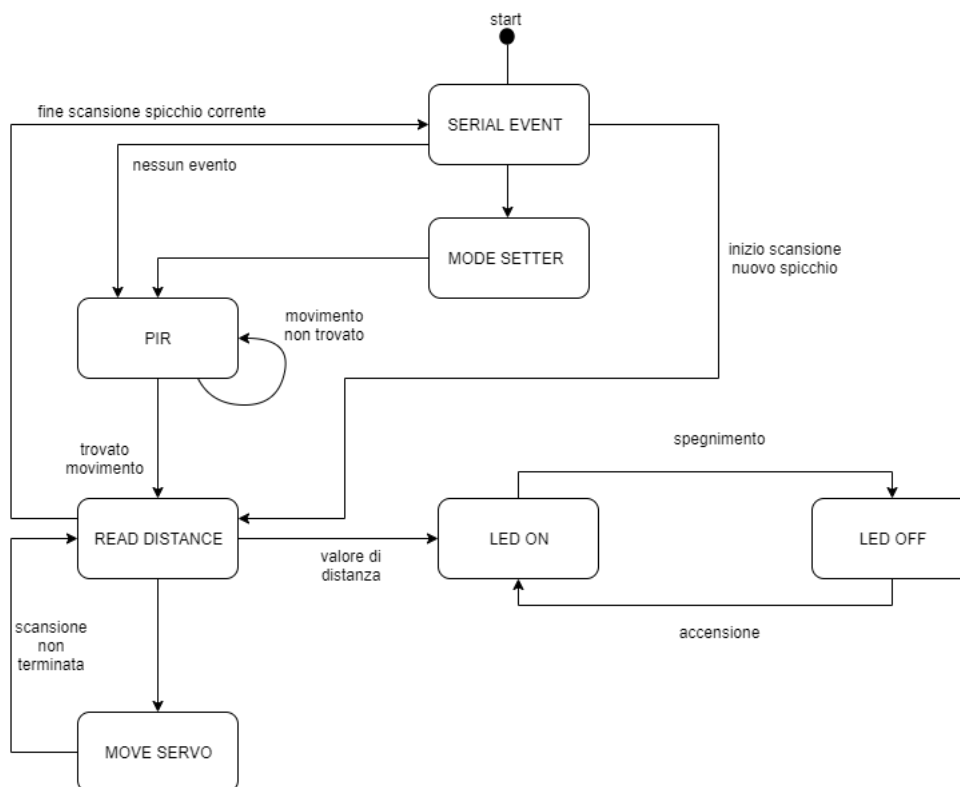 start
fine scansione spicchio corrente
SERIAL EVENT
nessun evento
MODE SETTER
inizio scansione
nuovo spicchio
movimento
non trovato
PIR
trovato
movimento
spegnimento
READ DISTANCE
LED ON
LED OFF
valore di
distanza
scansione
non
terminata
accensione
MOVE SERVO